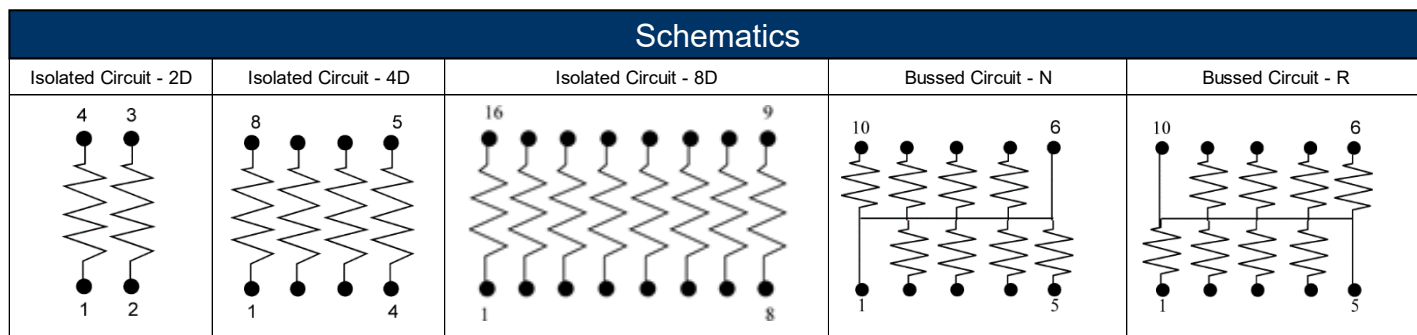 Schematics
Isolated Circuit - 2D Isolated Circuit - 4D Isolated Circuit - 8D Bussed Circuit - N Bussed Circuit - R
4 3 8 5 16 9 10 6 10 6
1 2 1 4 1 8 1 5 1 5